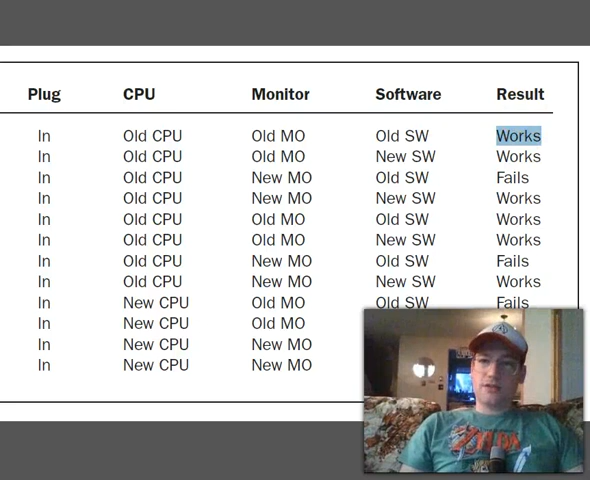 Plug CPU Monitor Software Result
In Old CPU Old MO Old SW Works
In Old CPU Old MO New SW Works
In Old CPU New MO Old SW Fails
In Old CPU New MO New SW Works
In Old CPU Old MO Old SW Works
In Old CPU Old MO New SW Works
In Old CPU New MO Old SW Fails
In Old CPU New MO New SW Works
In New CPU Old MO Old SW Fails
In New CPU Old MO
In New CPU New MO
In New CPU New MO
ZELDA